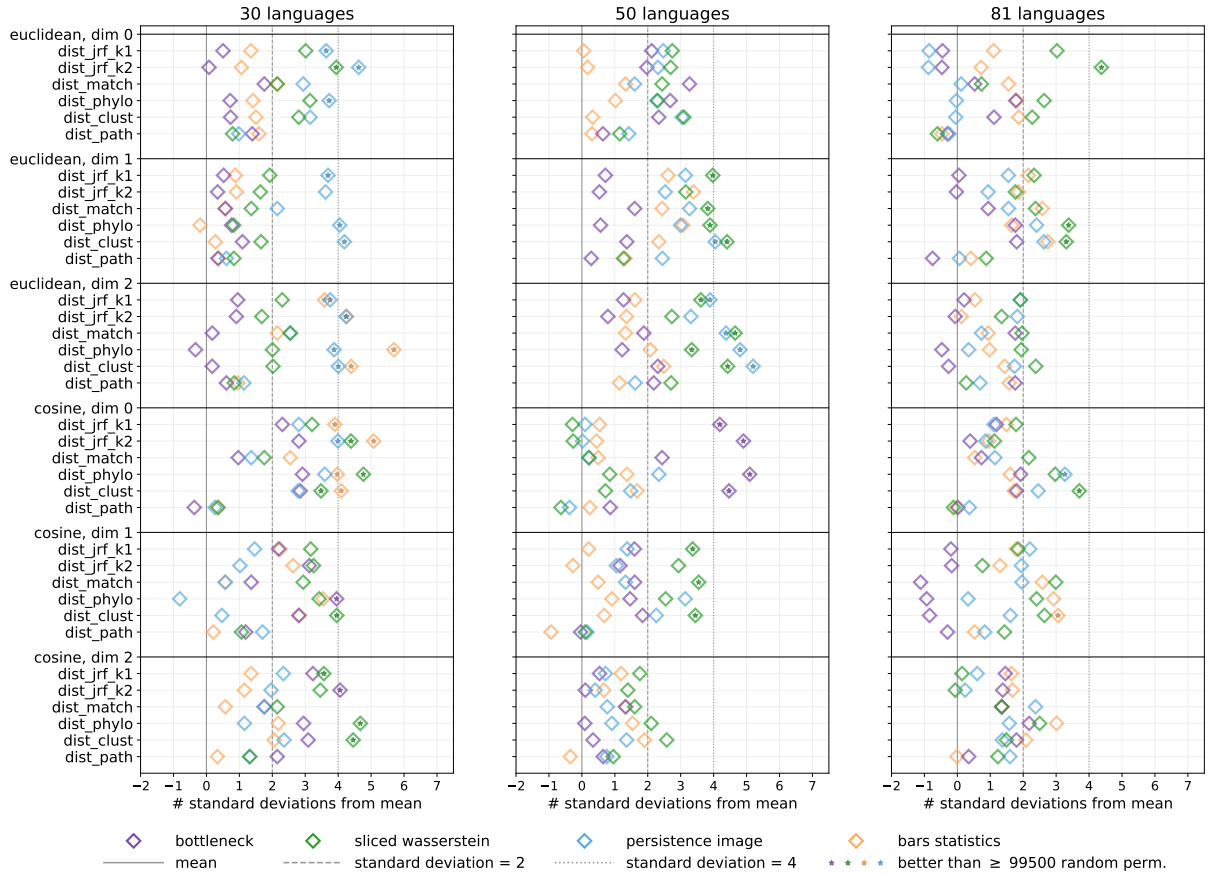 30 languages 50 languages 81 languages
euclidean, dim 0
dist_jrf_k1
dist_jrf_k2
dist_match
dist_phylo
dist_clust
dist_path
euclidean, dim 1
dist_jrf_k1
dist_jrf_k2
dist_match
dist_phylo
dist_clust
dist_path
euclidean, dim 2
dist_jrf_k1
dist_jrf_k2
dist_match
dist_phylo
dist_clust
dist_path
cosine, dim 0
dist_jrf_k1
dist_jrf_k2
dist_match
dist_phylo
dist_clust
dist_path
cosine, dim 1
dist_jrf_k1
dist_jrf_k2
dist_match
dist_phylo
dist_clust
dist_path
cosine, dim 2
dist_jrf_k1
dist_jrf_k2
dist_match
dist_phylo
dist_clust
dist_path
−2 −1 0 1 2 3 4 5 6 7 −2 −1 0 1 2 3 4 5 6 7 −2 −1 0 1 2 3 4 5 6 7
# standard deviations from mean # standard deviations from mean # standard deviations from mean
bottleneck sliced wasserstein persistence image bars statistics
mean standard deviation = 2 standard deviation = 4 better than ≥ 99500 random perm.